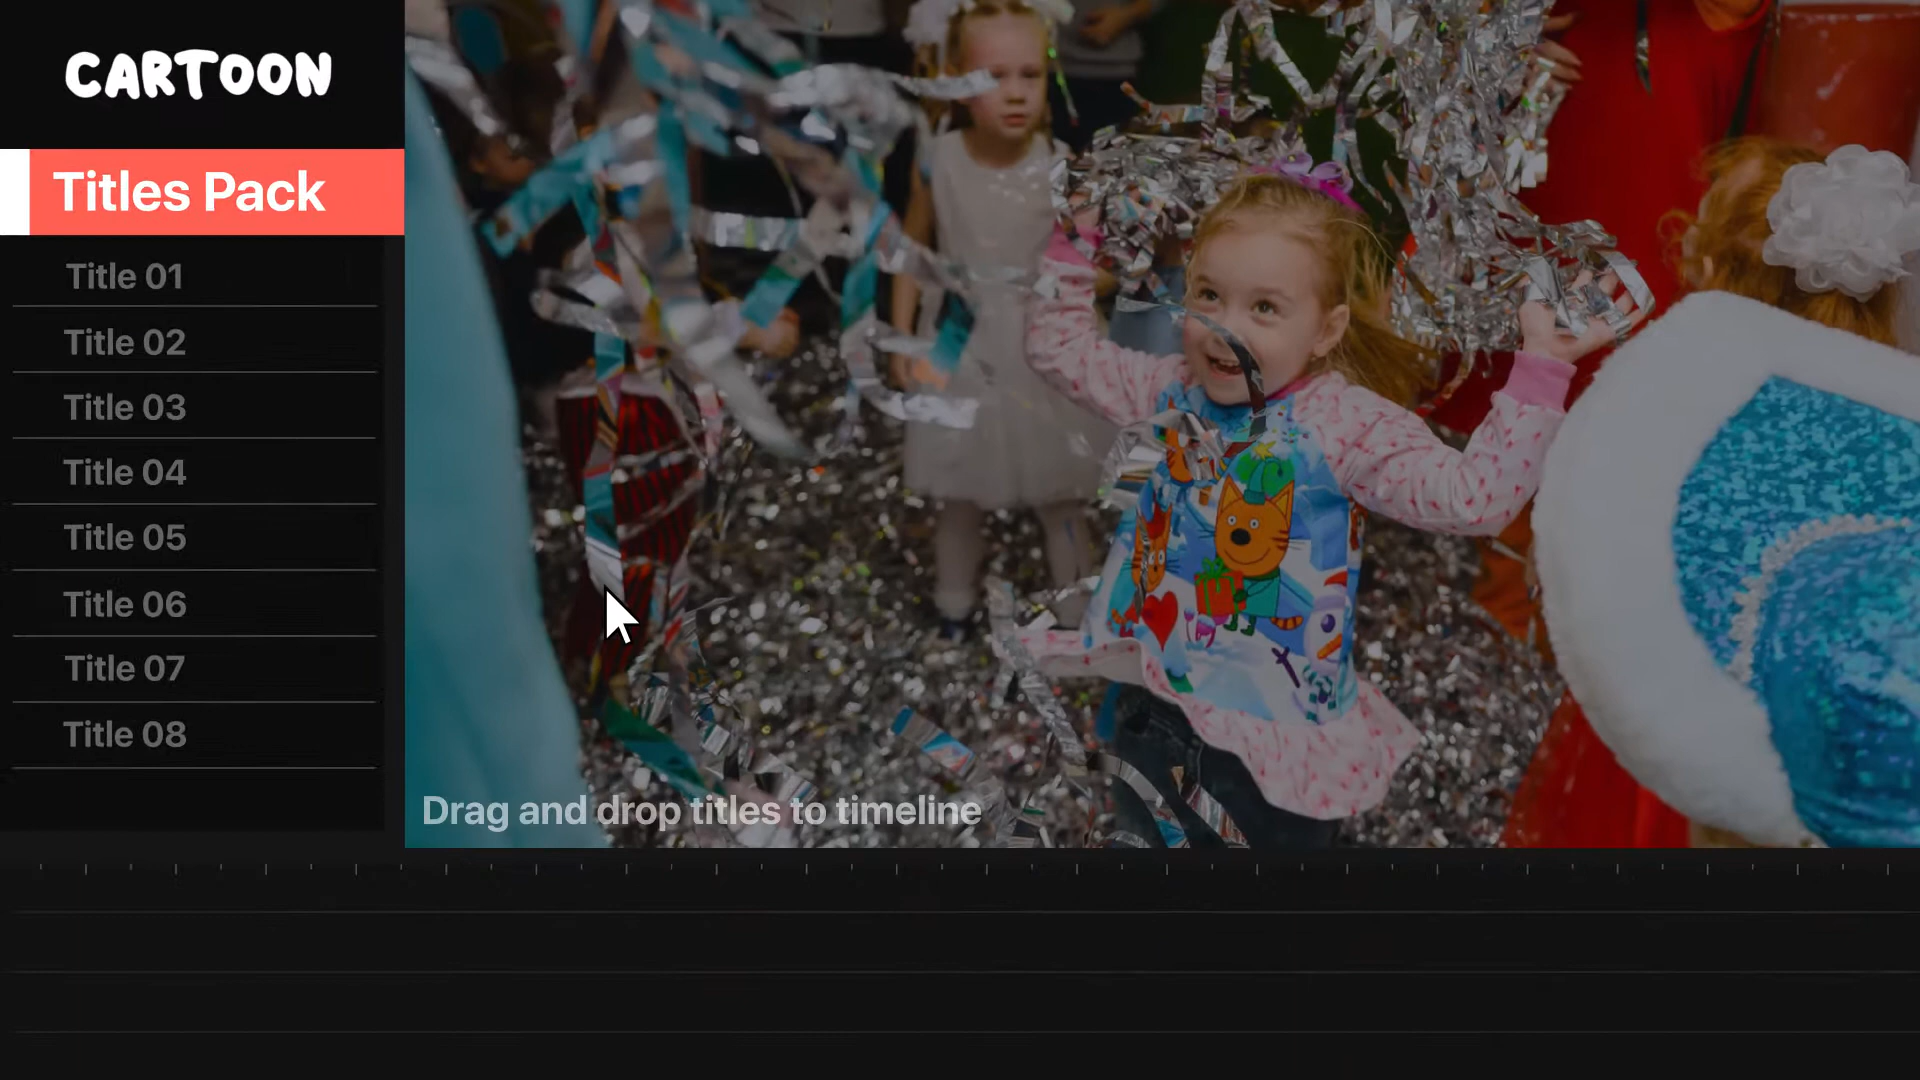 CARTOON
Titles Pack
Title 01
Title 02
Title 03
Title 04
Title 05
Title 06
Title 07
Title 08
Drag and drop titles to timeline